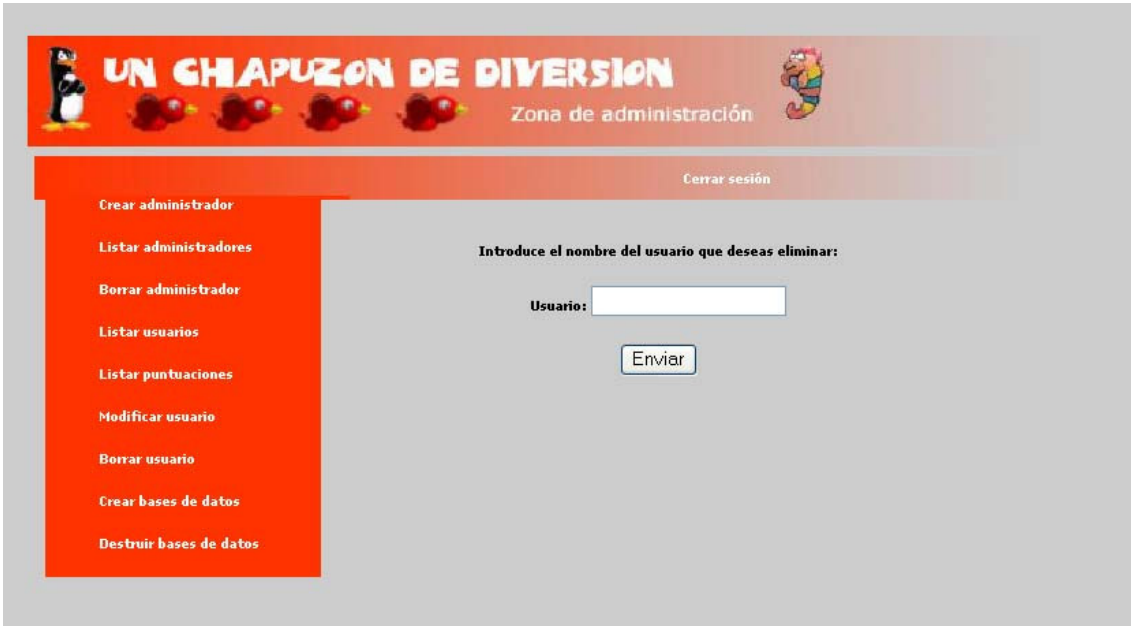 UN CHAPUZON DE DIVERSION
Zona de administración
Cerrar sesión
Crear administrador
Listar administradores
Borrar administrador
Listar usuarios
Listar puntuaciones
Modificar usuario
Borrar usuario
Crear bases de datos
Destruir bases de datos
Introduce el nombre del usuario que deseas eliminar:
Usuario:
Enviar